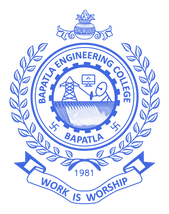 BAPATLA ENGINEERING COLLEGE
BAPATLA
1981
WORK IS WORSHIP